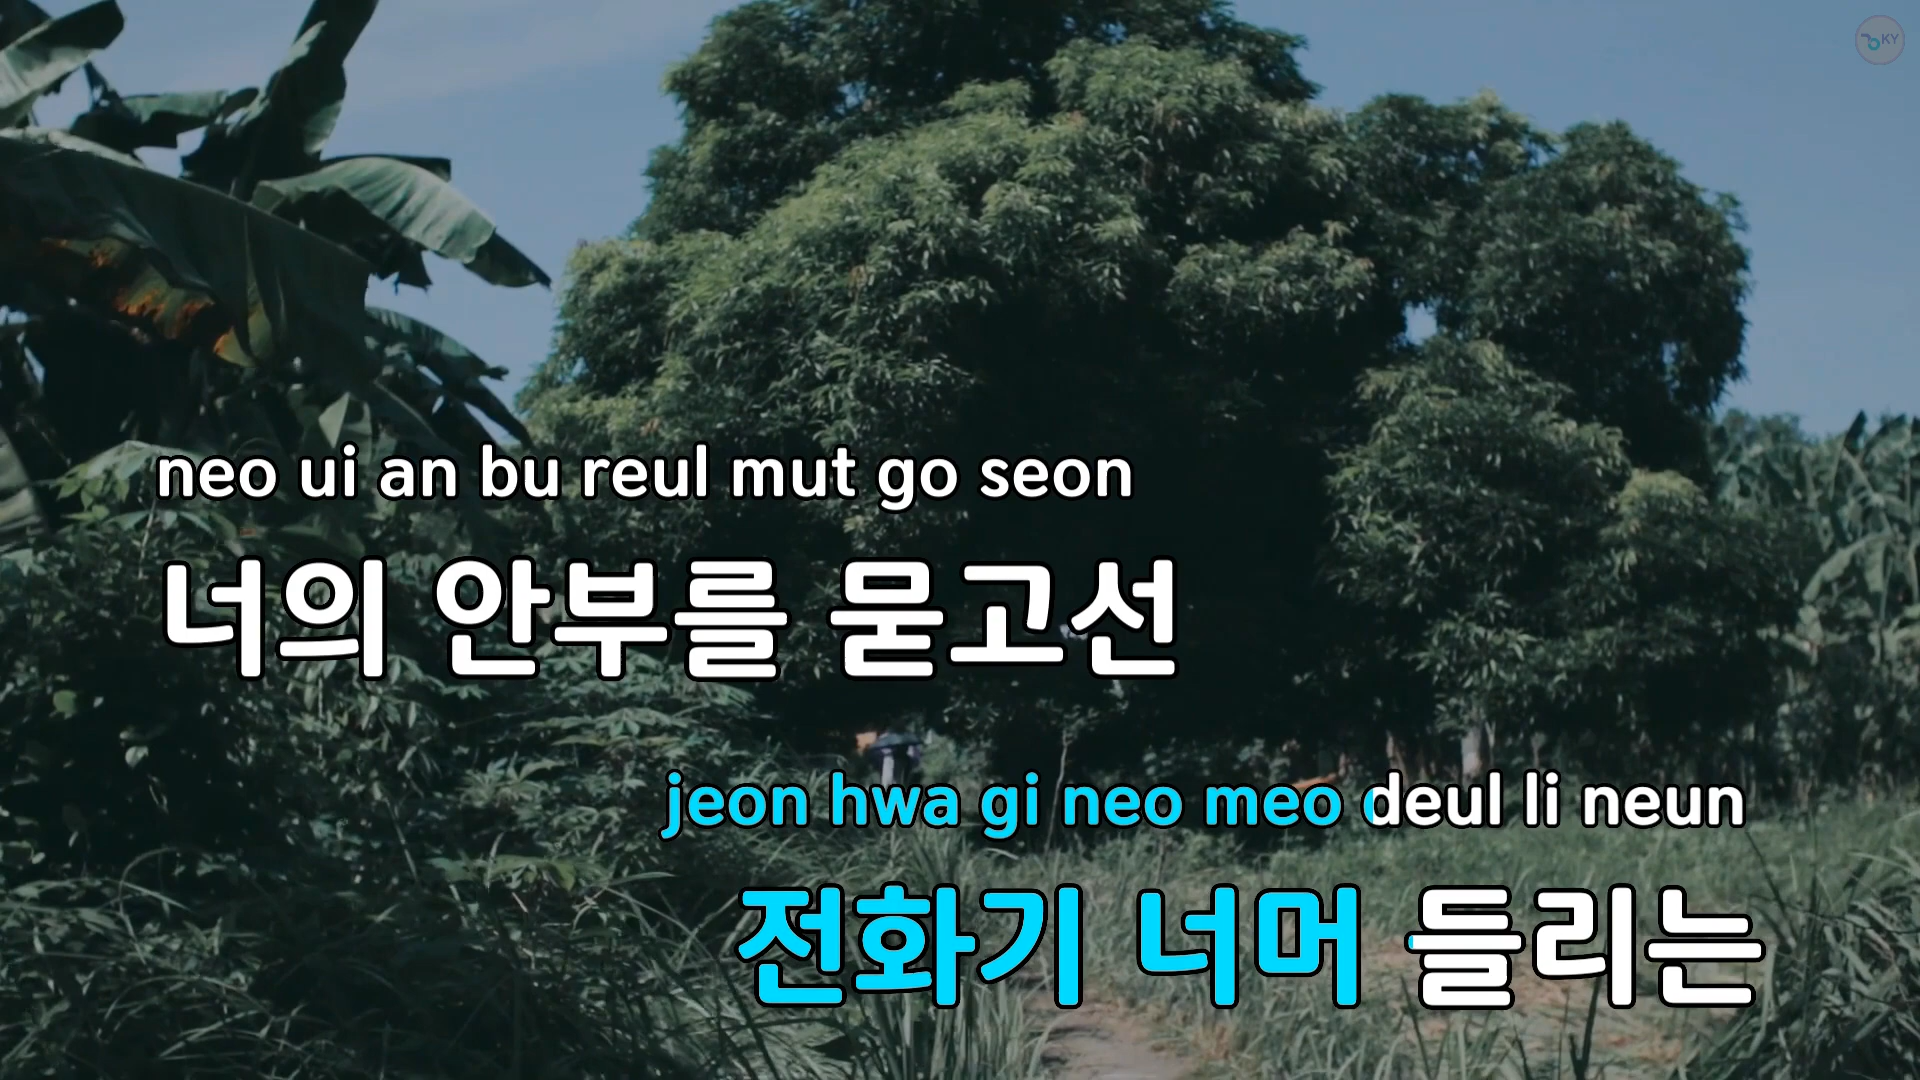 KY
neo ui an bu reul mut go seon
너의 안부를 묻고선
jeon hwa gi neo meo deul li neun
전화기 너머 들리는